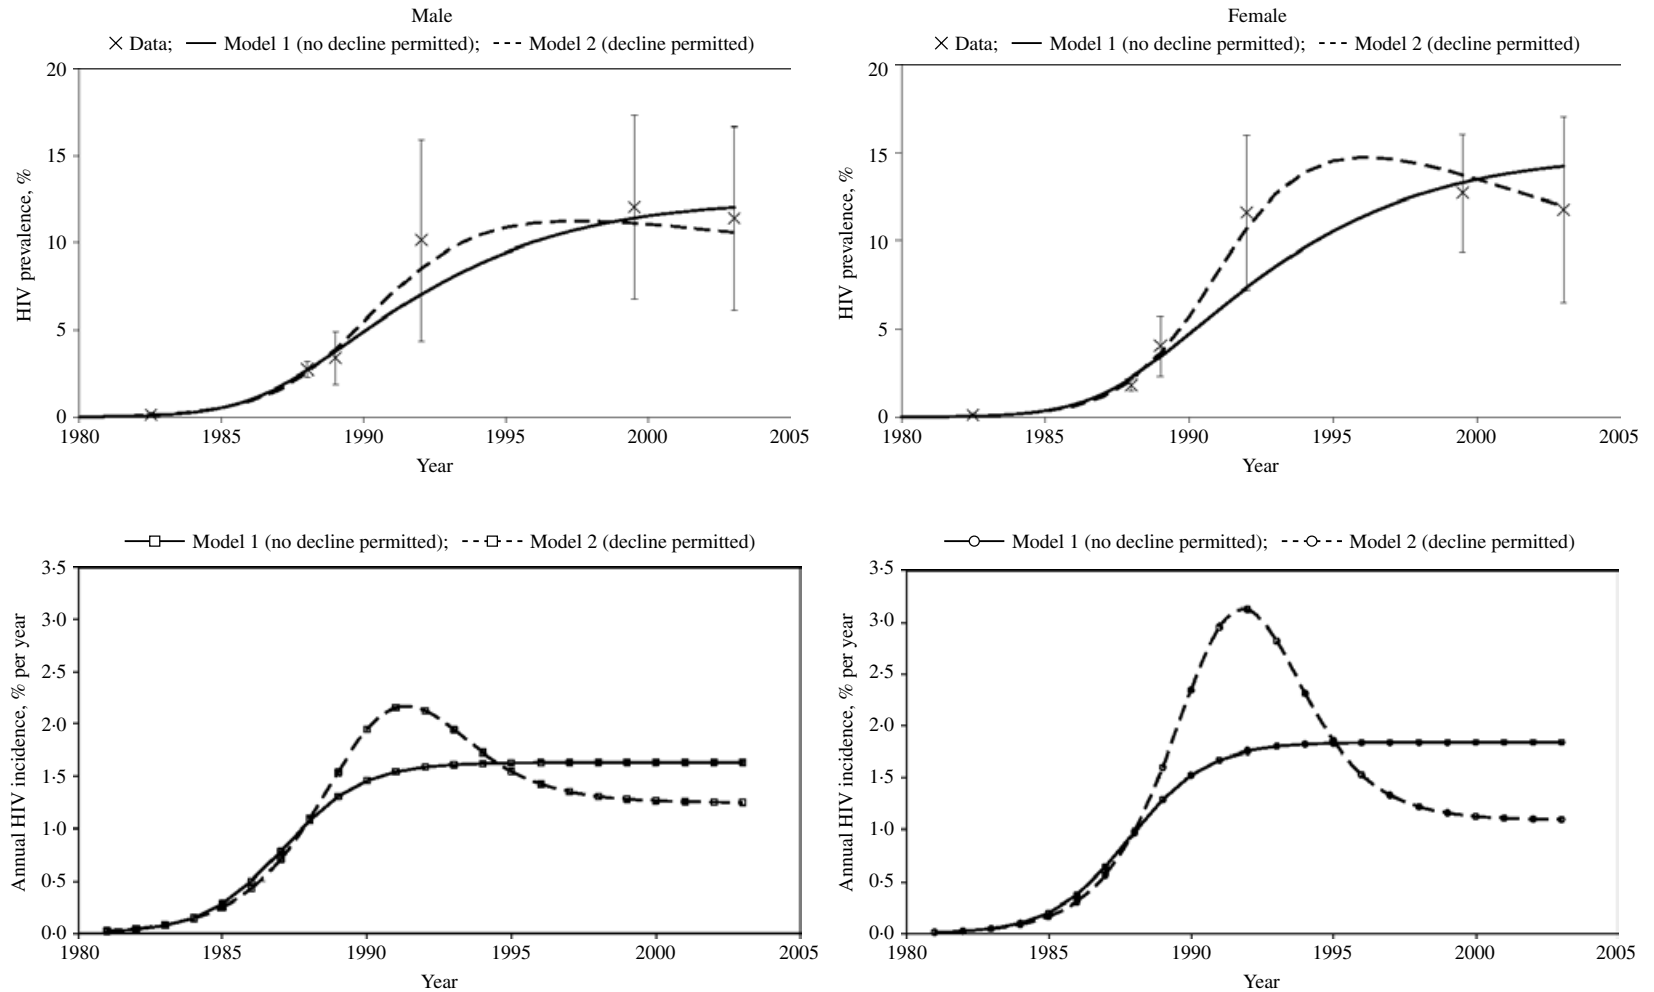 Male
× Data; Model 1 (no decline permitted); Model 2 (decline permitted)
20
15
10
5
0
HIV prevalence, %
1980 1985 1990 1995 2000 2005
Year
Female
× Data; Model 1 (no decline permitted); Model 2 (decline permitted)
20
15
10
5
0
HIV prevalence, %
1980 1985 1990 1995 2000 2005
Year
Model 1 (no decline permitted); Model 2 (decline permitted)
3·5
3·0
2·5
2·0
1·5
1·0
0·5
0·0
Annual HIV incidence, % per year
1980 1985 1990 1995 2000 2005
Year
Model 1 (no decline permitted); Model 2 (decline permitted)
3·5
3·0
2·5
2·0
1·5
1·0
0·5
0·0
Annual HIV incidence, % per year
1980 1985 1990 1995 2000 2005
Year